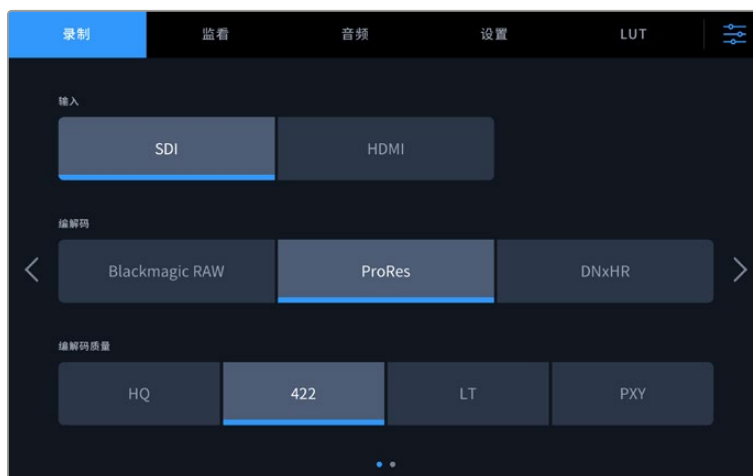 录制 监看 音频 设置 LUT
输入
SDI HDMI
编解码
Blackmagic RAW ProRes DNxHR
编解码质量
HQ 422 LT PXY